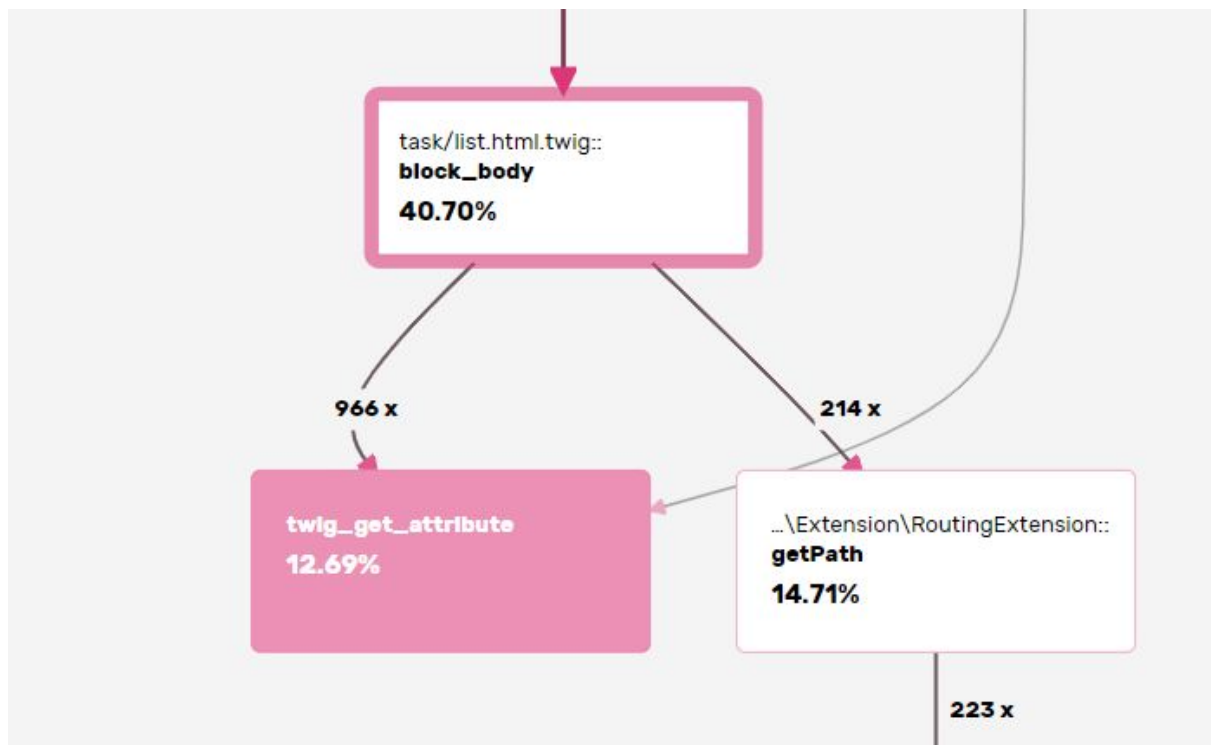 task/list.html.twig::
block_body
40.70%
966 x
214 x
twig_get_attribute
12.69%
…\Extension\RoutingExtension::
getPath
14.71%
223 x